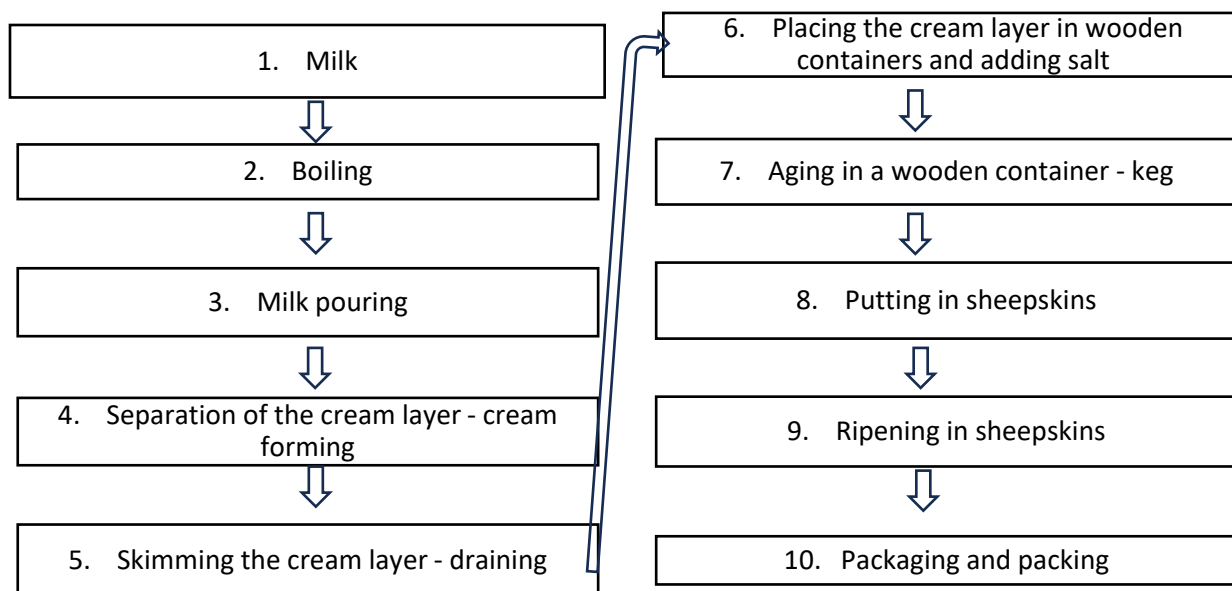 1. Milk
2. Boiling
3. Milk pouring
4. Separation of the cream layer - cream
forming
5. Skimming the cream layer - draining
6. Placing the cream layer in wooden
containers and adding salt
7. Aging in a wooden container - keg
8. Putting in sheepskins
9. Ripening in sheepskins
10. Packaging and packing